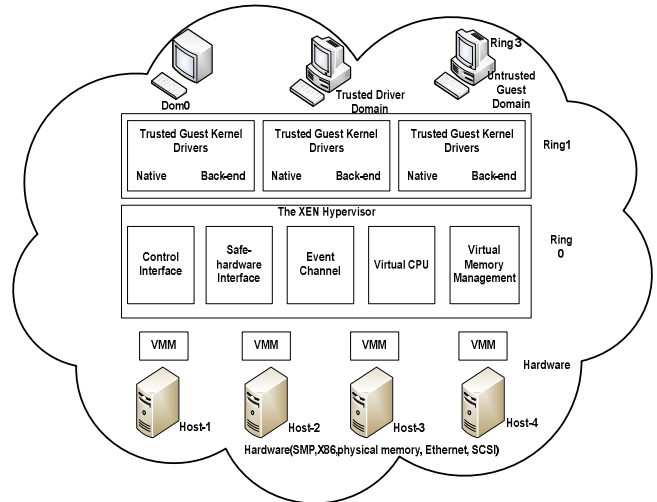 Ring3
Dom0
Trusted Driver
Domain
Untrusted
Guest
Domain
Trusted Guest Kernel
Drivers
Native Back-end
Trusted Guest Kernel
Drivers
Native Back-end
Trusted Guest Kernel
Drivers
Native Back-end
Ring1
The XEN Hypervisor
Control
Interface
Safe-
hardware
Interface
Event
Channel
Virtual CPU
Virtual
Memory
Management
Ring
0
VMM
VMM
VMM
VMM
Hardware
Host-1
Host-2
Host-3
Host-4
Hardware(SMP,X86,physical memory, Ethernet, SCSI)